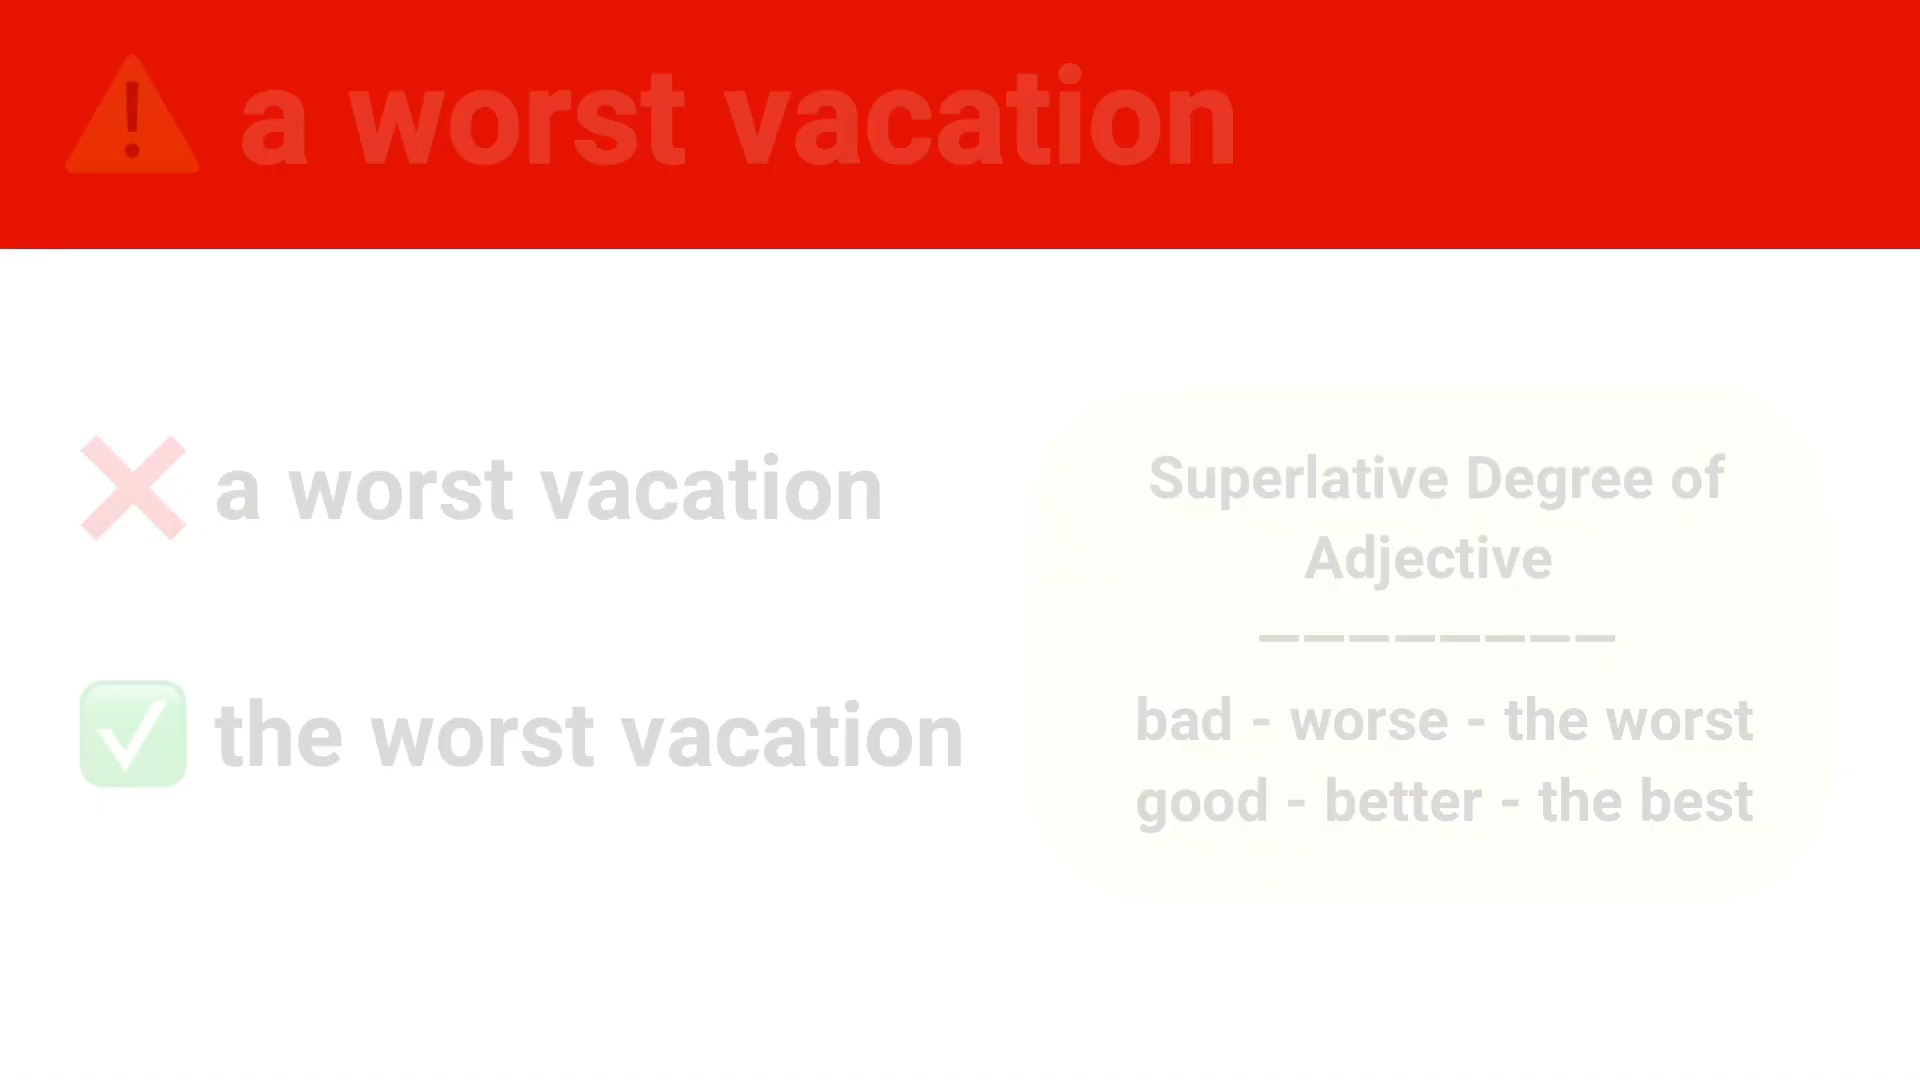 ⚠ a worst vacation
❌ a worst vacation
✅ the worst vacation
Superlative Degree of
Adjective
————————
bad - worse - the worst
good - better - the best